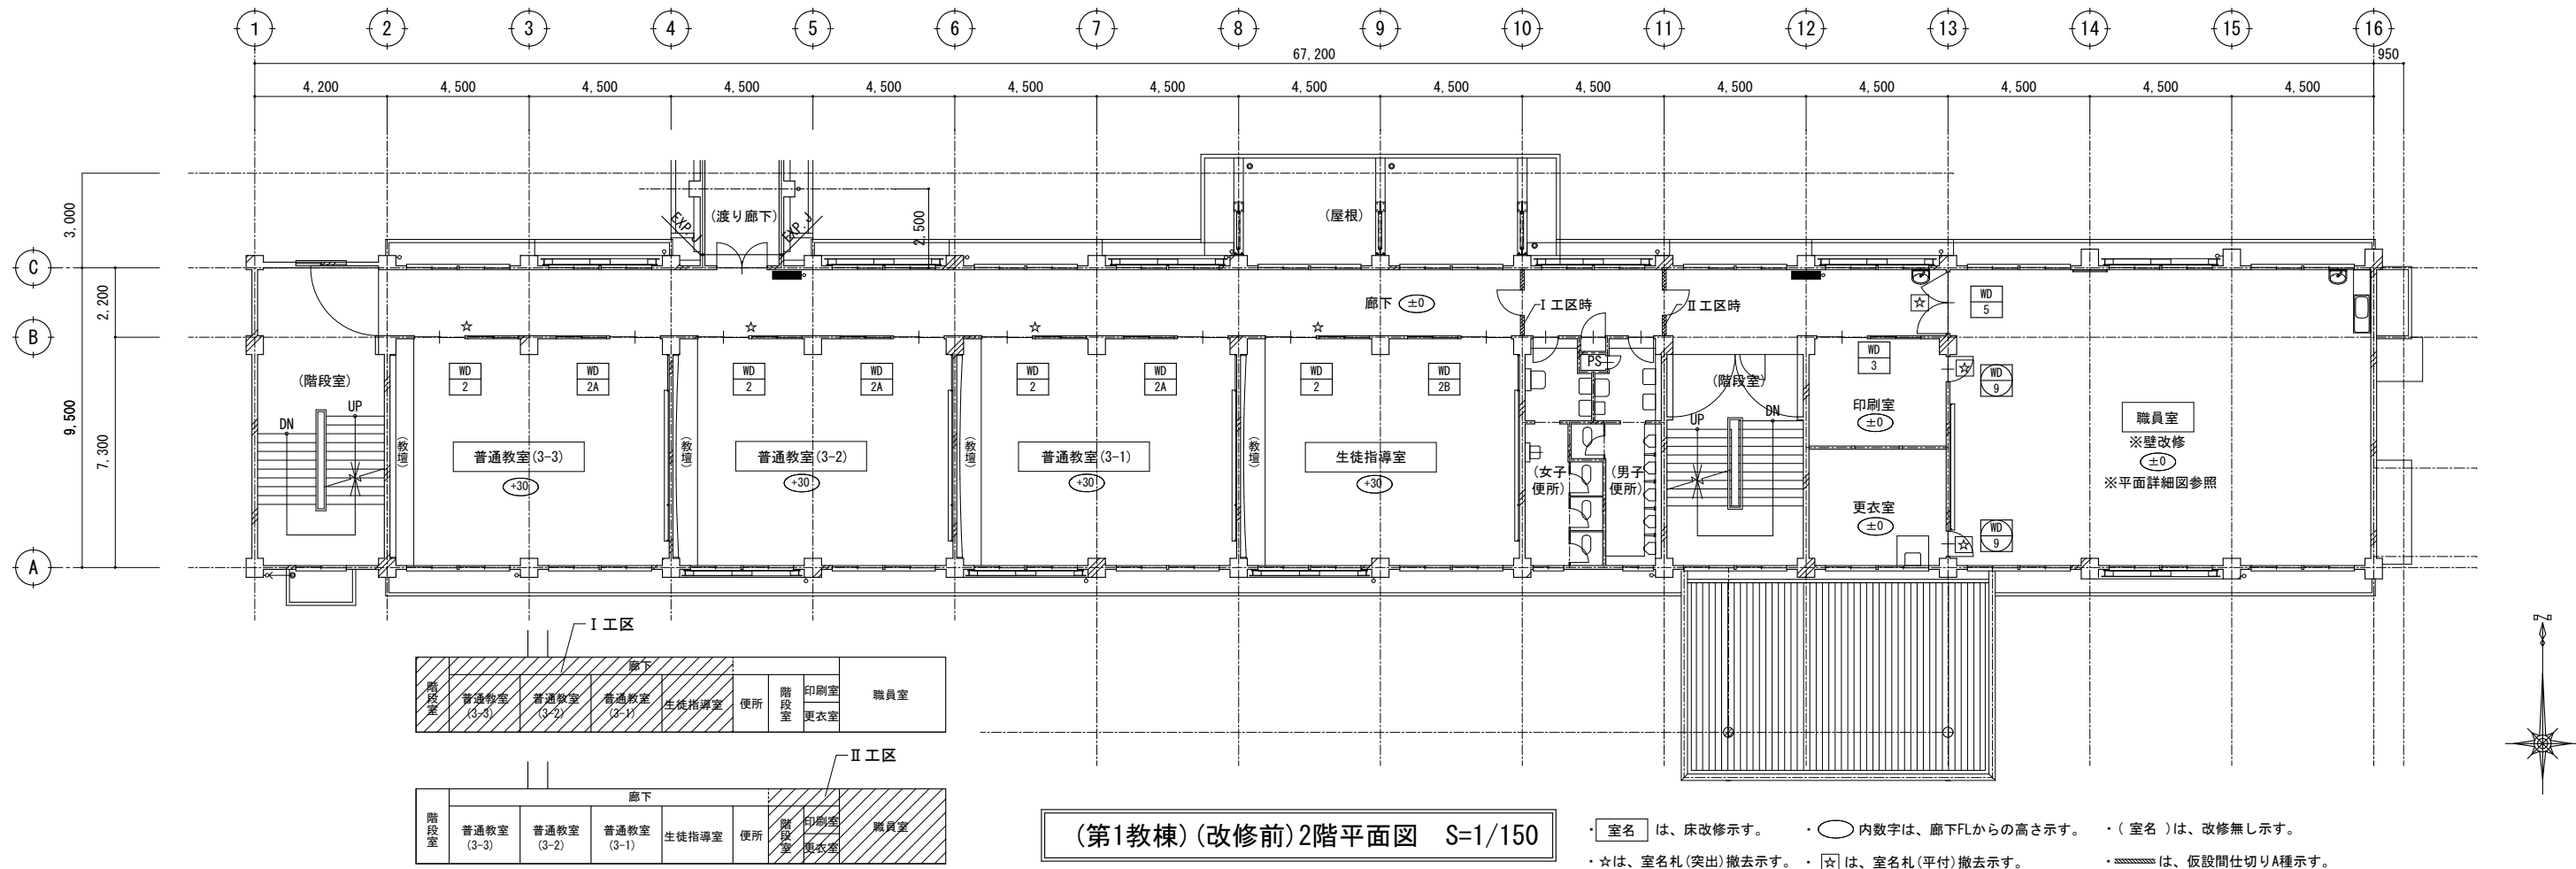 1 2 3 4 5 6 7 8 9 10 11 12 13 14 15 16
67,200 950
4,200 4,500 4,500 4,500 4,500 4,500 4,500 4,500 4,500 4,500 4,500 4,500 4,500 4,500 4,500
3,000
2,200
9,500
7,300
C
B
A
(渡り廊下)
EXP.J
EXP.J
2,500
(屋根)
廊下 ±0
I工区時
II工区時
☆ ☆ ☆ ☆
☆
WD
5
(階段室)
DN
UP
(教壇)
WD
2
WD
2A
普通教室(3-3)
+30
(教壇)
WD
2
WD
2A
普通教室(3-2)
+30
(教壇)
WD
2
WD
2A
普通教室(3-1)
+30
(教壇)
WD
2
WD
2B
生徒指導室
+30
PS
(女子
便所)
(男子
便所)
(階段室)
UP
DN
WD
3
印刷室
±0
更衣室
±0
☆
WD
9
☆
WD
9
職員室
※壁改修
±0
※平面詳細図参照
I工区
廊下
階段室
普通教室
(3-3)
普通教室
(3-2)
普通教室
(3-1)
生徒指導室
便所
階段室
印刷室
更衣室
職員室
II工区
廊下
階段室
普通教室
(3-3)
普通教室
(3-2)
普通教室
(3-1)
生徒指導室
便所
階段室
印刷室
更衣室
職員室
N
(第1教棟)(改修前)2階平面図 S=1/150
・室名 は、床改修示す。 ・ 内数字は、廊下FLからの高さ示す。 ・( 室名 )は、改修無し示す。
・☆は、室名札(突出)撤去示す。 ・☆は、室名札(平付)撤去示す。 ・ は、仮設間仕切りA種示す。